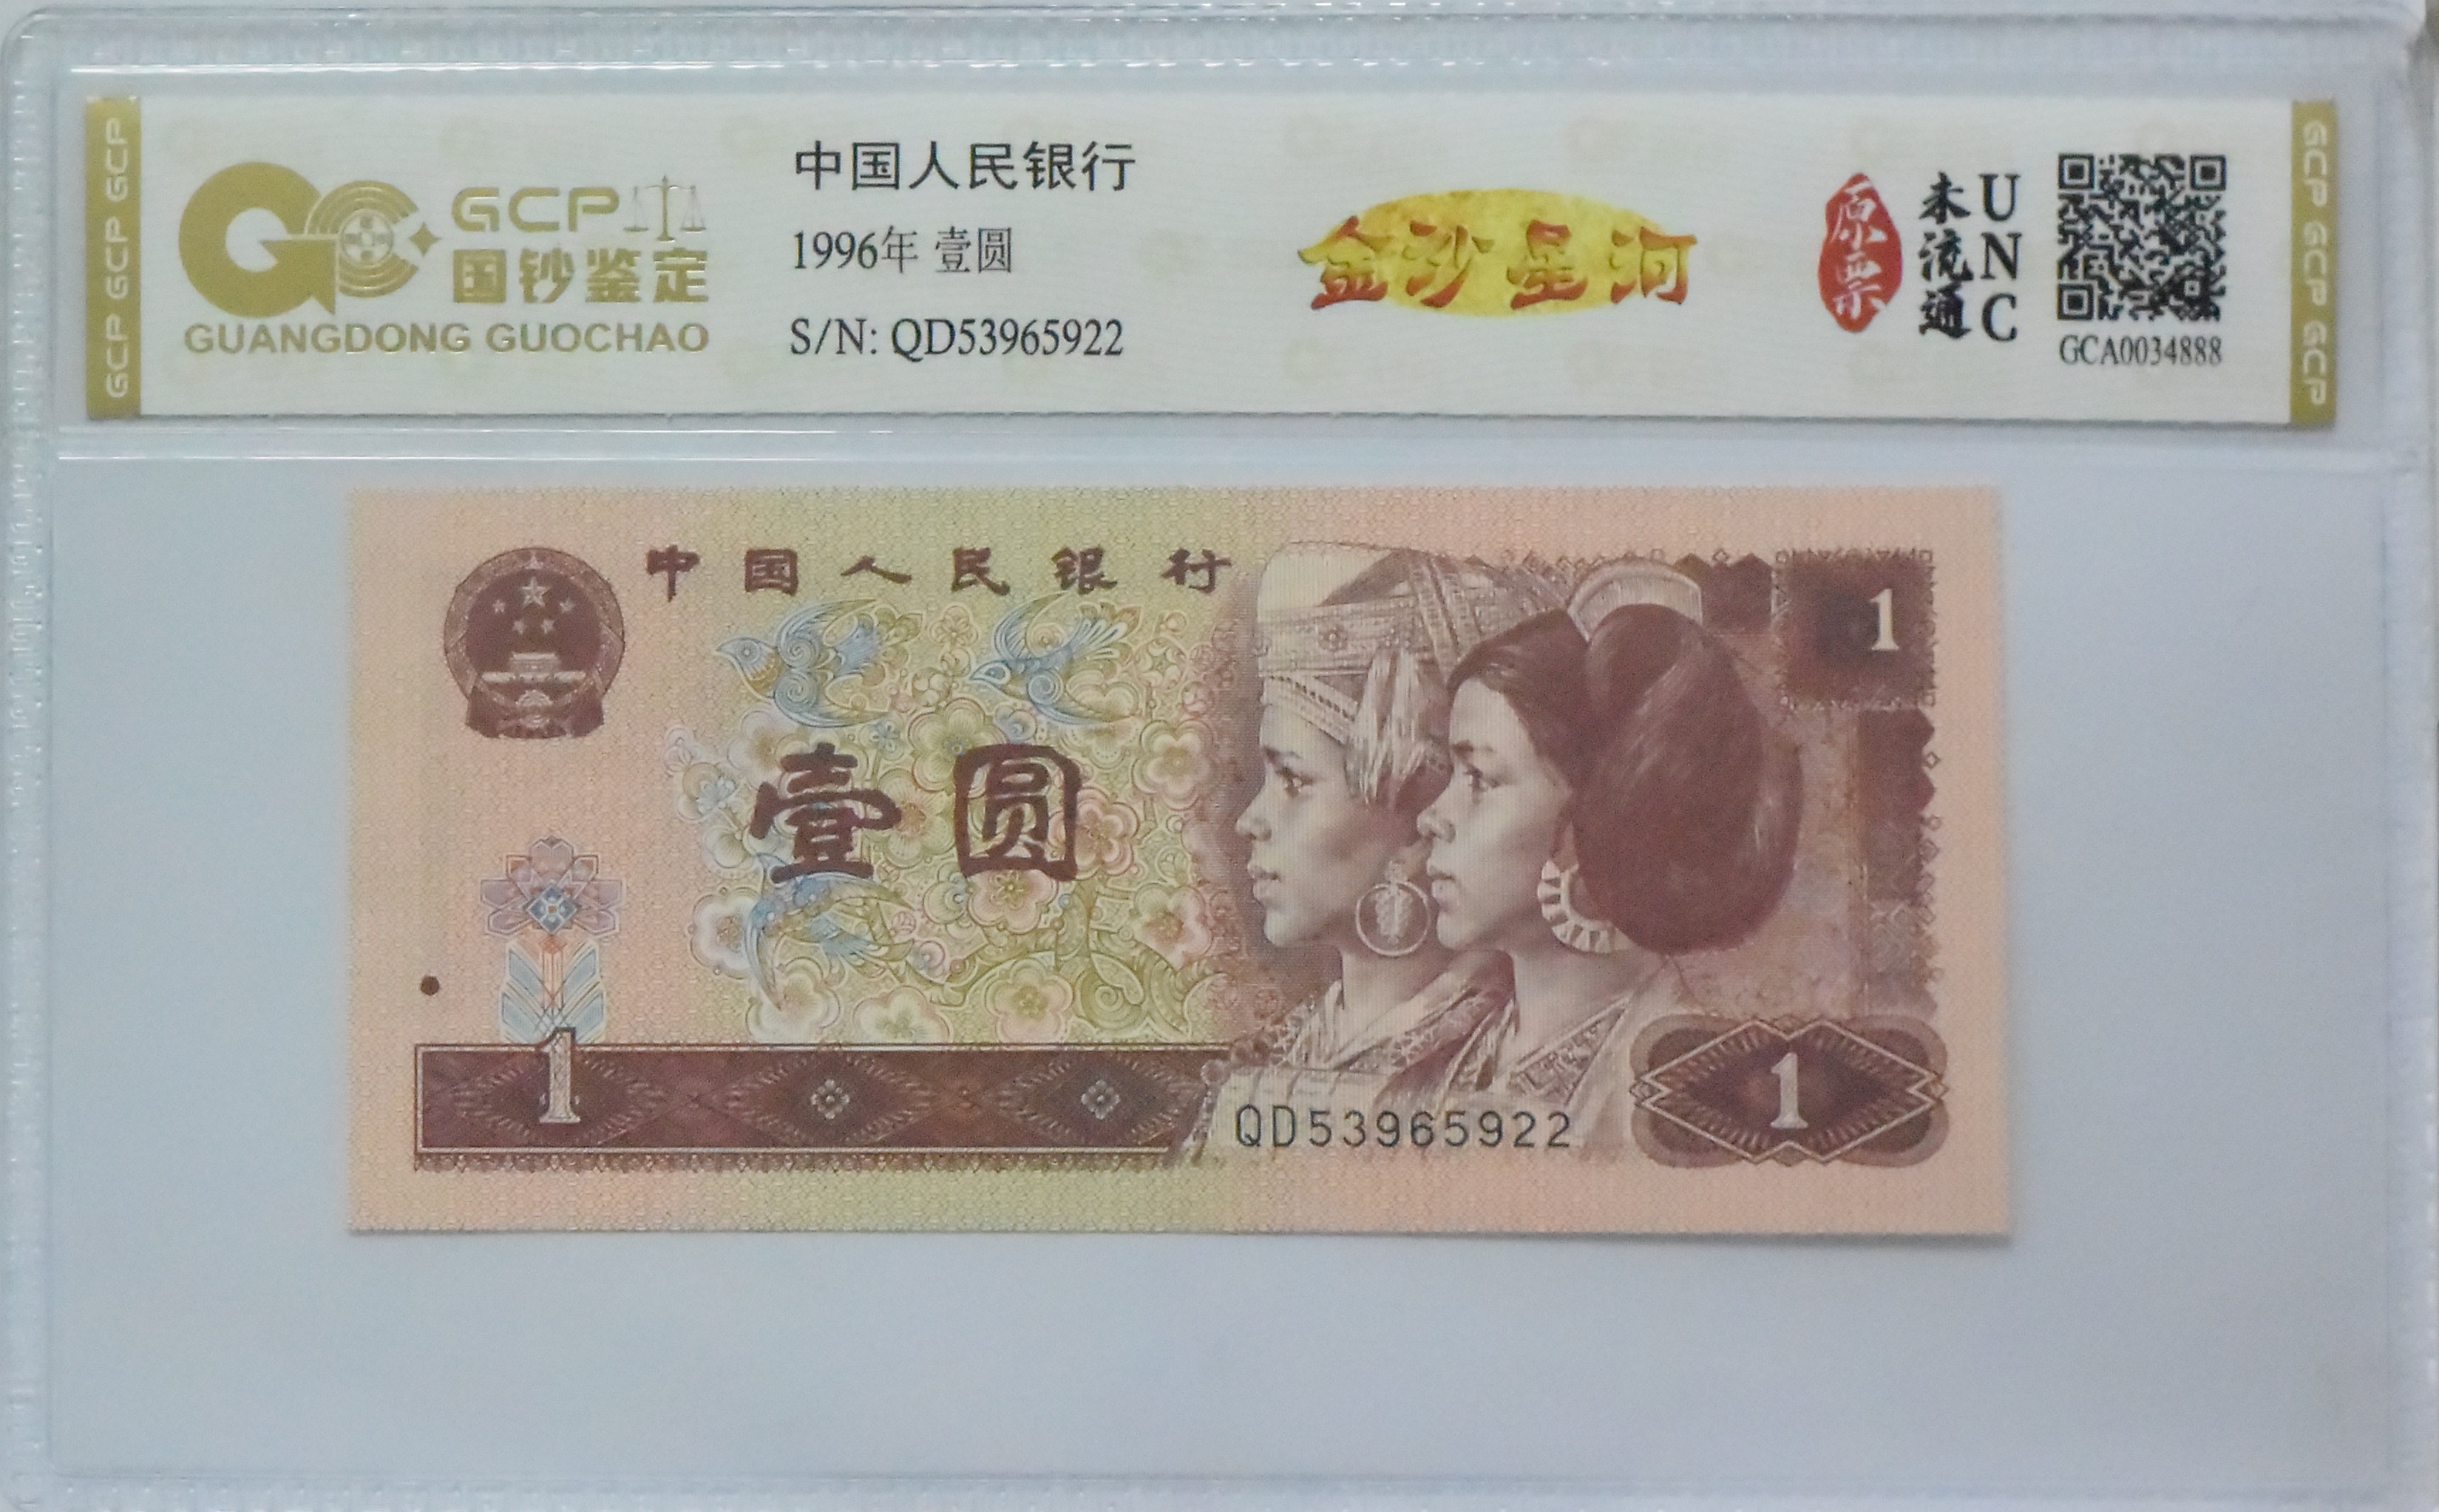 GCP GCP GCP
GCP
国钞鉴定
GUANGDONG GUOCHAO
中国人民银行
1996年 壹圆
S/N: QD53965922
金沙星河
原票
未流通
UNC
GCA0034888
GCP GCP GCP
中国人民银行
1
壹圆
1
QD53965922
1